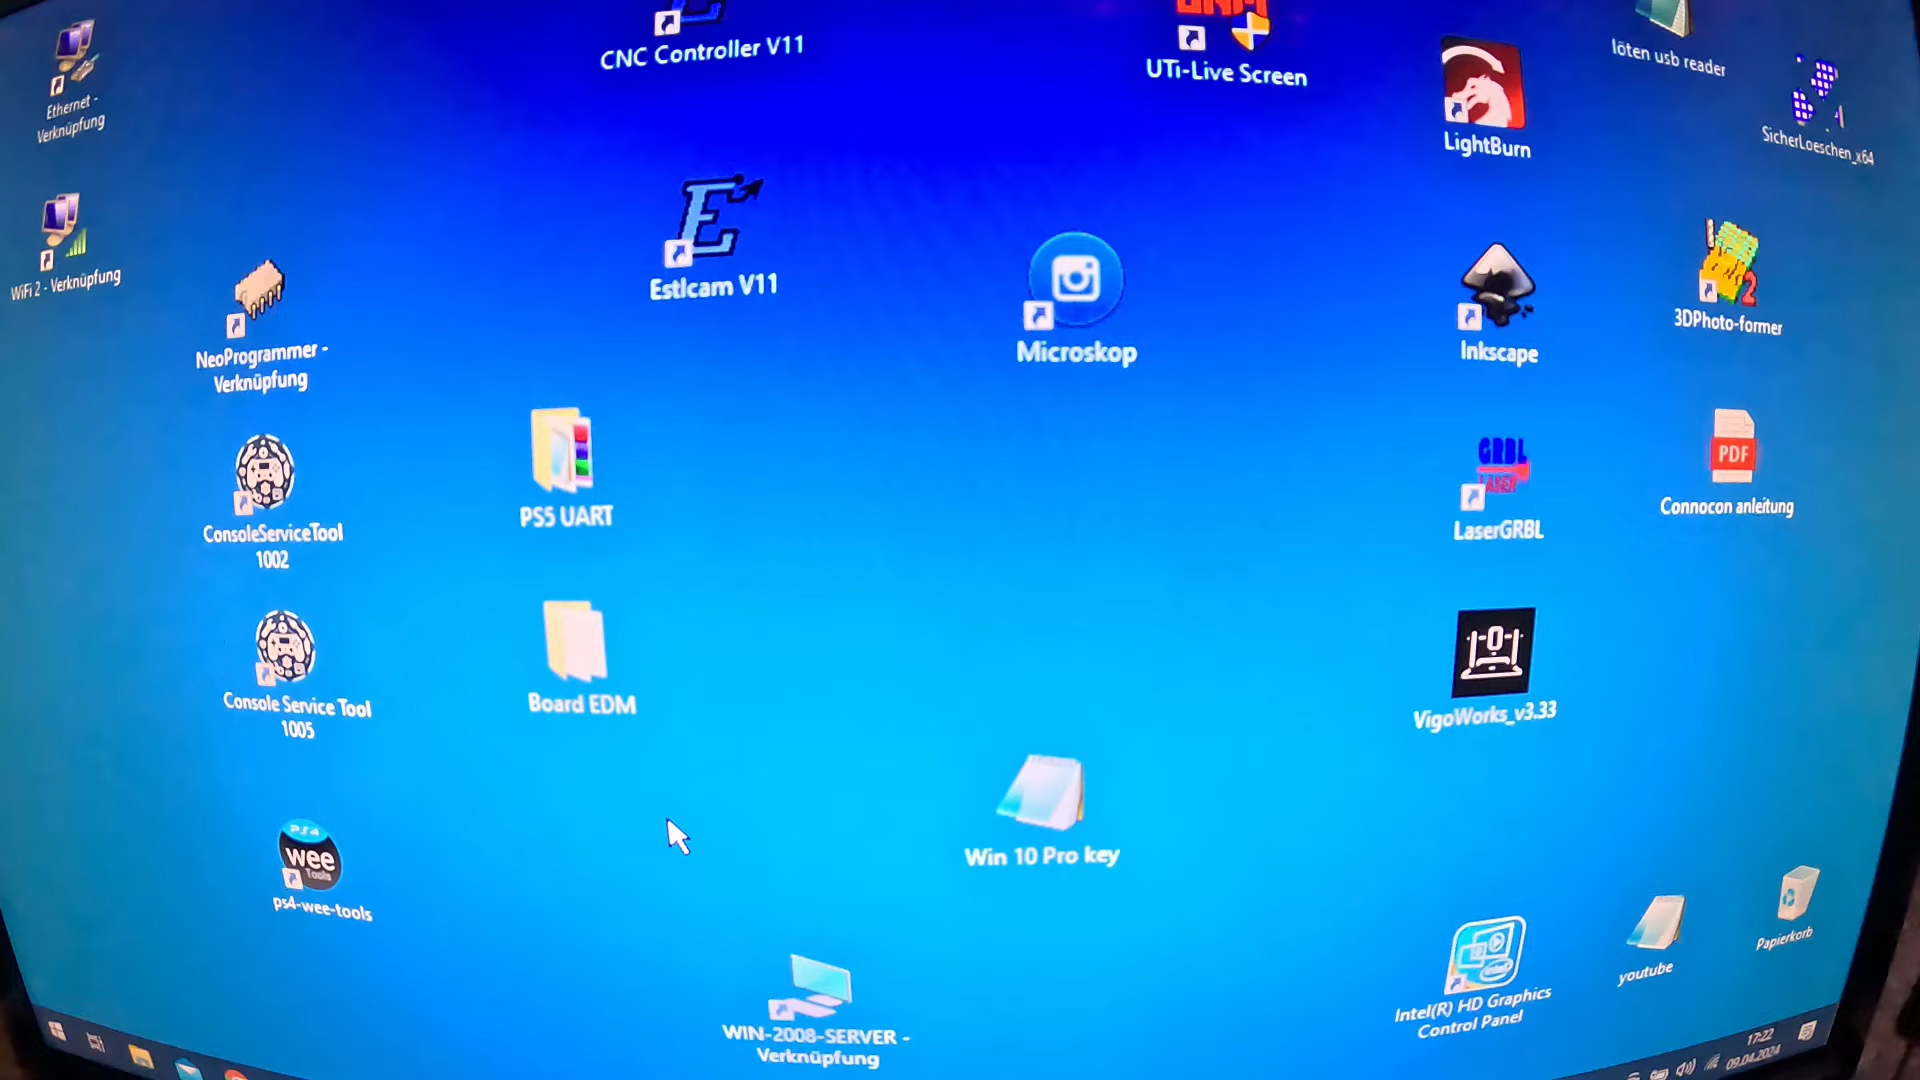 CNC Controller V11
UTi-Live Screen
löten usb reader
Ethernet -
Verknüpfung
LightBurn
SicherLoeschen_x64
WiFi 2 - Verknüpfung
Estlcam V11
Microskop
Inkscape
3DPhoto-former
NeoProgrammer -
Verknüpfung
GRBL
LASER
PDF
ConsoleServiceTool
1002
PS5 UART
LaserGRBL
Connocon anleitung
Console Service Tool
1005
Board EDM
VigoWorks_v3.33
PS4
wee
Tools
ps4-wee-tools
Win 10 Pro key
Papierkorb
youtube
Intel(R) HD Graphics
Control Panel
WIN-2008-SERVER -
Verknüpfung
17:22
09.04.2024